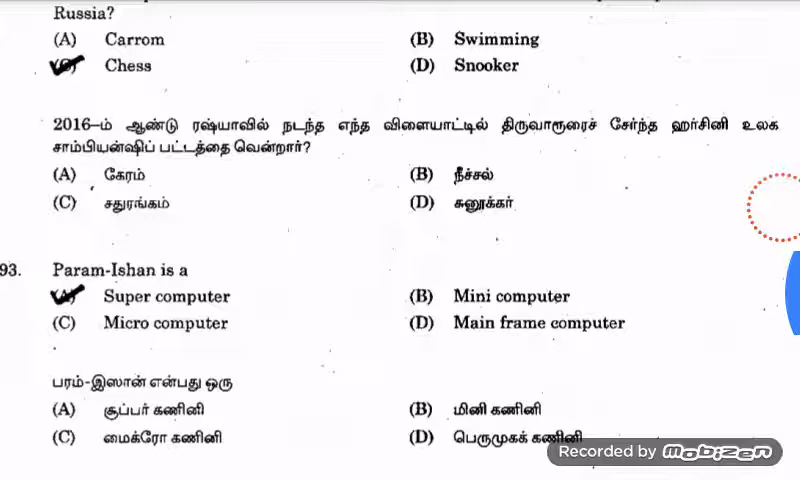 Russia?
(A) Carrom (B) Swimming
Chess (D) Snooker
2016–ம் ஆண்டு ரஷ்யாவில் நடந்த எந்த விளையாட்டில் திருவாரூரைச் சேர்ந்த ஹர்சினி உலக
சாம்பியன்ஷிப் பட்டத்தை வென்றார்?
(A) கேரம் (B) நீச்சல்
(C) சதுரங்கம் (D) சுனூக்கர்
93. Param-Ishan is a
(A) Super computer (B) Mini computer
(C) Micro computer (D) Main frame computer
பரம்-இஸான் என்பது ஒரு
(A) சூப்பர் கணினி (B) மினி கணினி
(C) மைக்ரோ கணினி (D) பெருமுகக் கணினி
Recorded by mobizen